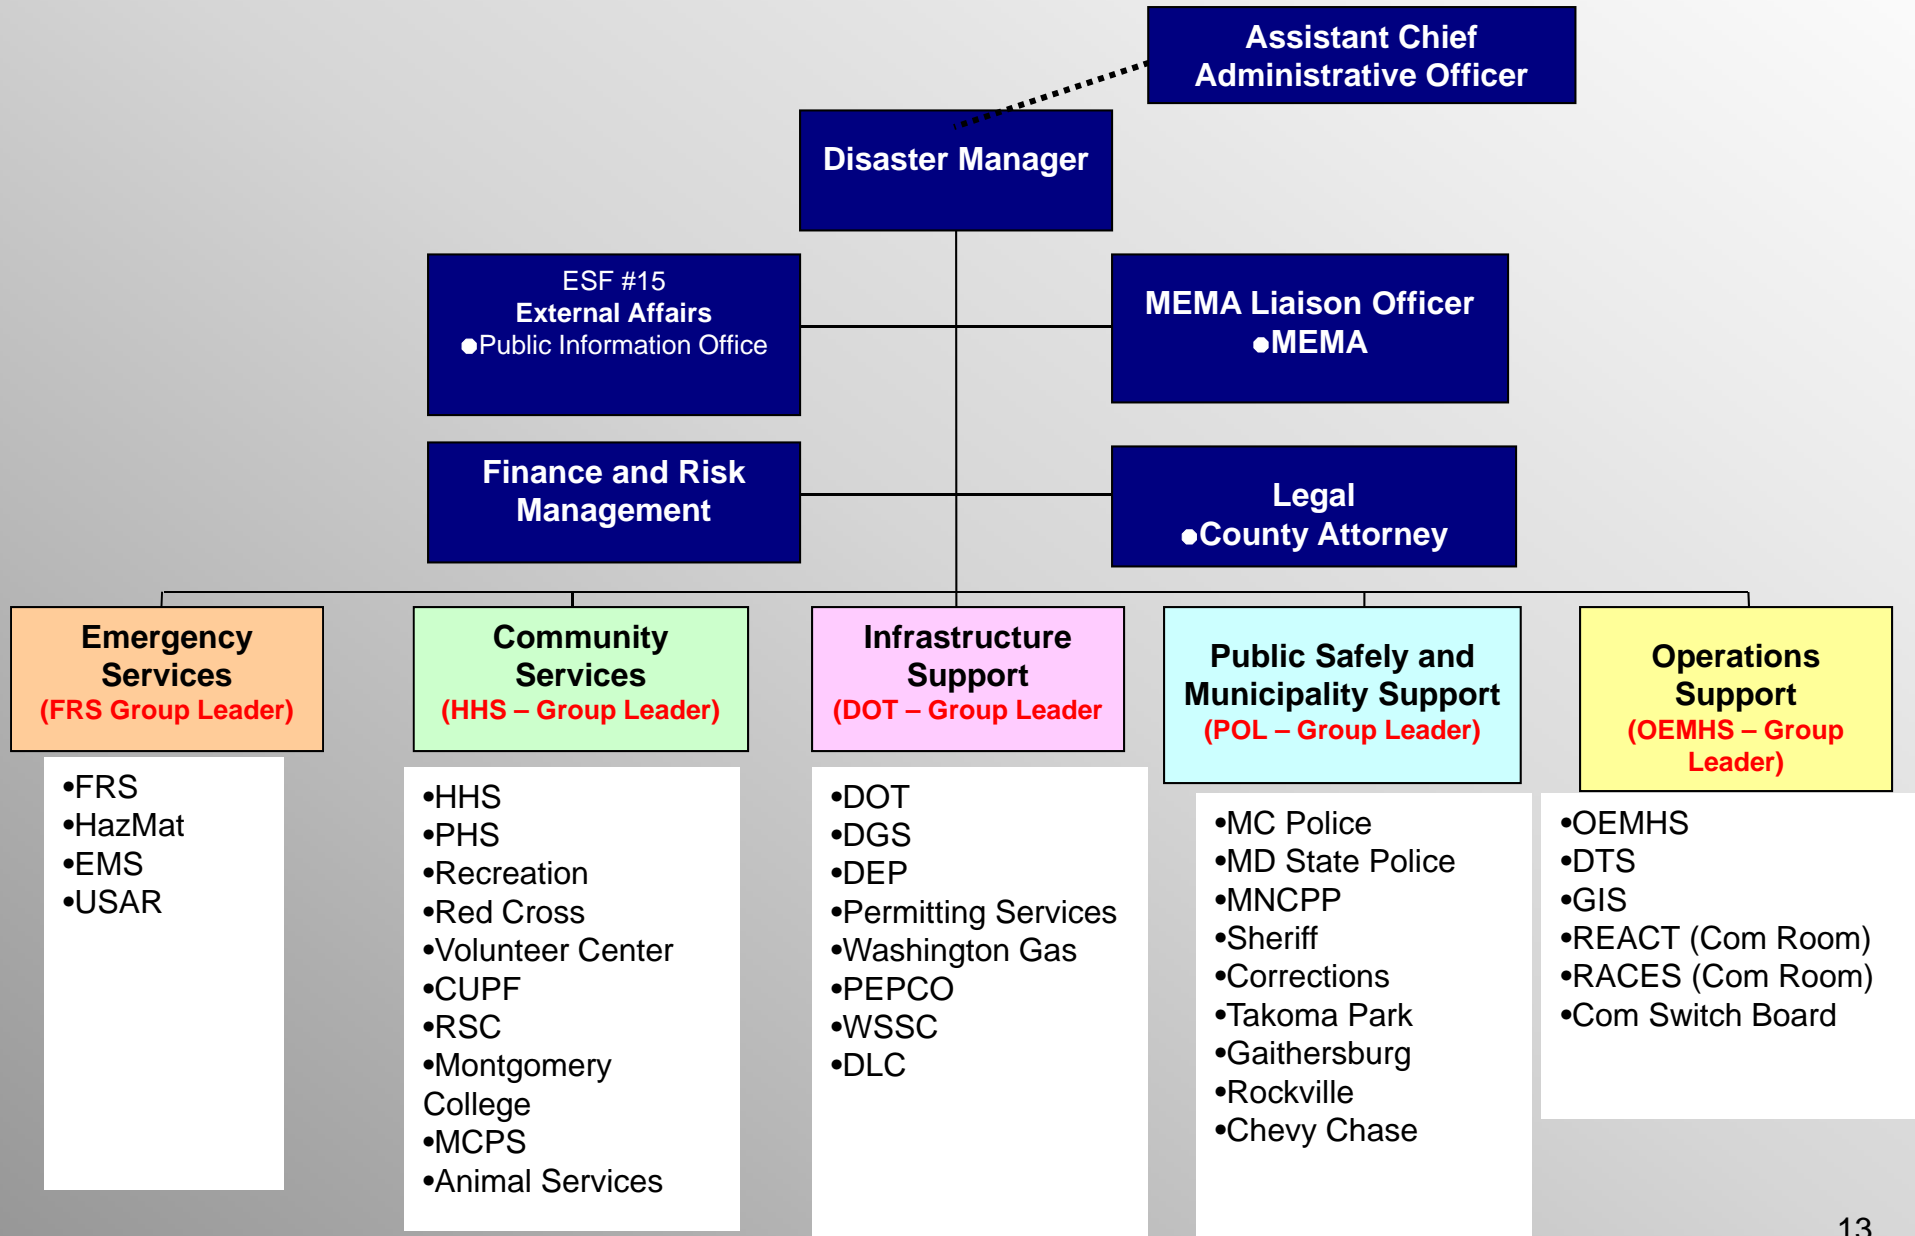 Assistant Chief
Administrative Officer
Disaster Manager
ESF #15
External Affairs
●Public Information Office
MEMA Liaison Officer
●MEMA
Finance and Risk
Management
Legal
●County Attorney
Emergency
Services
(FRS Group Leader)
•FRS
•HazMat
•EMS
•USAR
Community
Services
(HHS – Group Leader)
•HHS
•PHS
•Recreation
•Red Cross
•Volunteer Center
•CUPF
•RSC
•Montgomery
College
•MCPS
•Animal Services
Infrastructure
Support
(DOT – Group Leader
•DOT
•DGS
•DEP
•Permitting Services
•Washington Gas
•PEPCO
•WSSC
•DLC
Public Safely and
Municipality Support
(POL – Group Leader)
•MC Police
•MD State Police
•MNCPP
•Sheriff
•Corrections
•Takoma Park
•Gaithersburg
•Rockville
•Chevy Chase
Operations
Support
(OEMHS – Group
Leader)
•OEMHS
•DTS
•GIS
•REACT (Com Room)
•RACES (Com Room)
•Com Switch Board
13